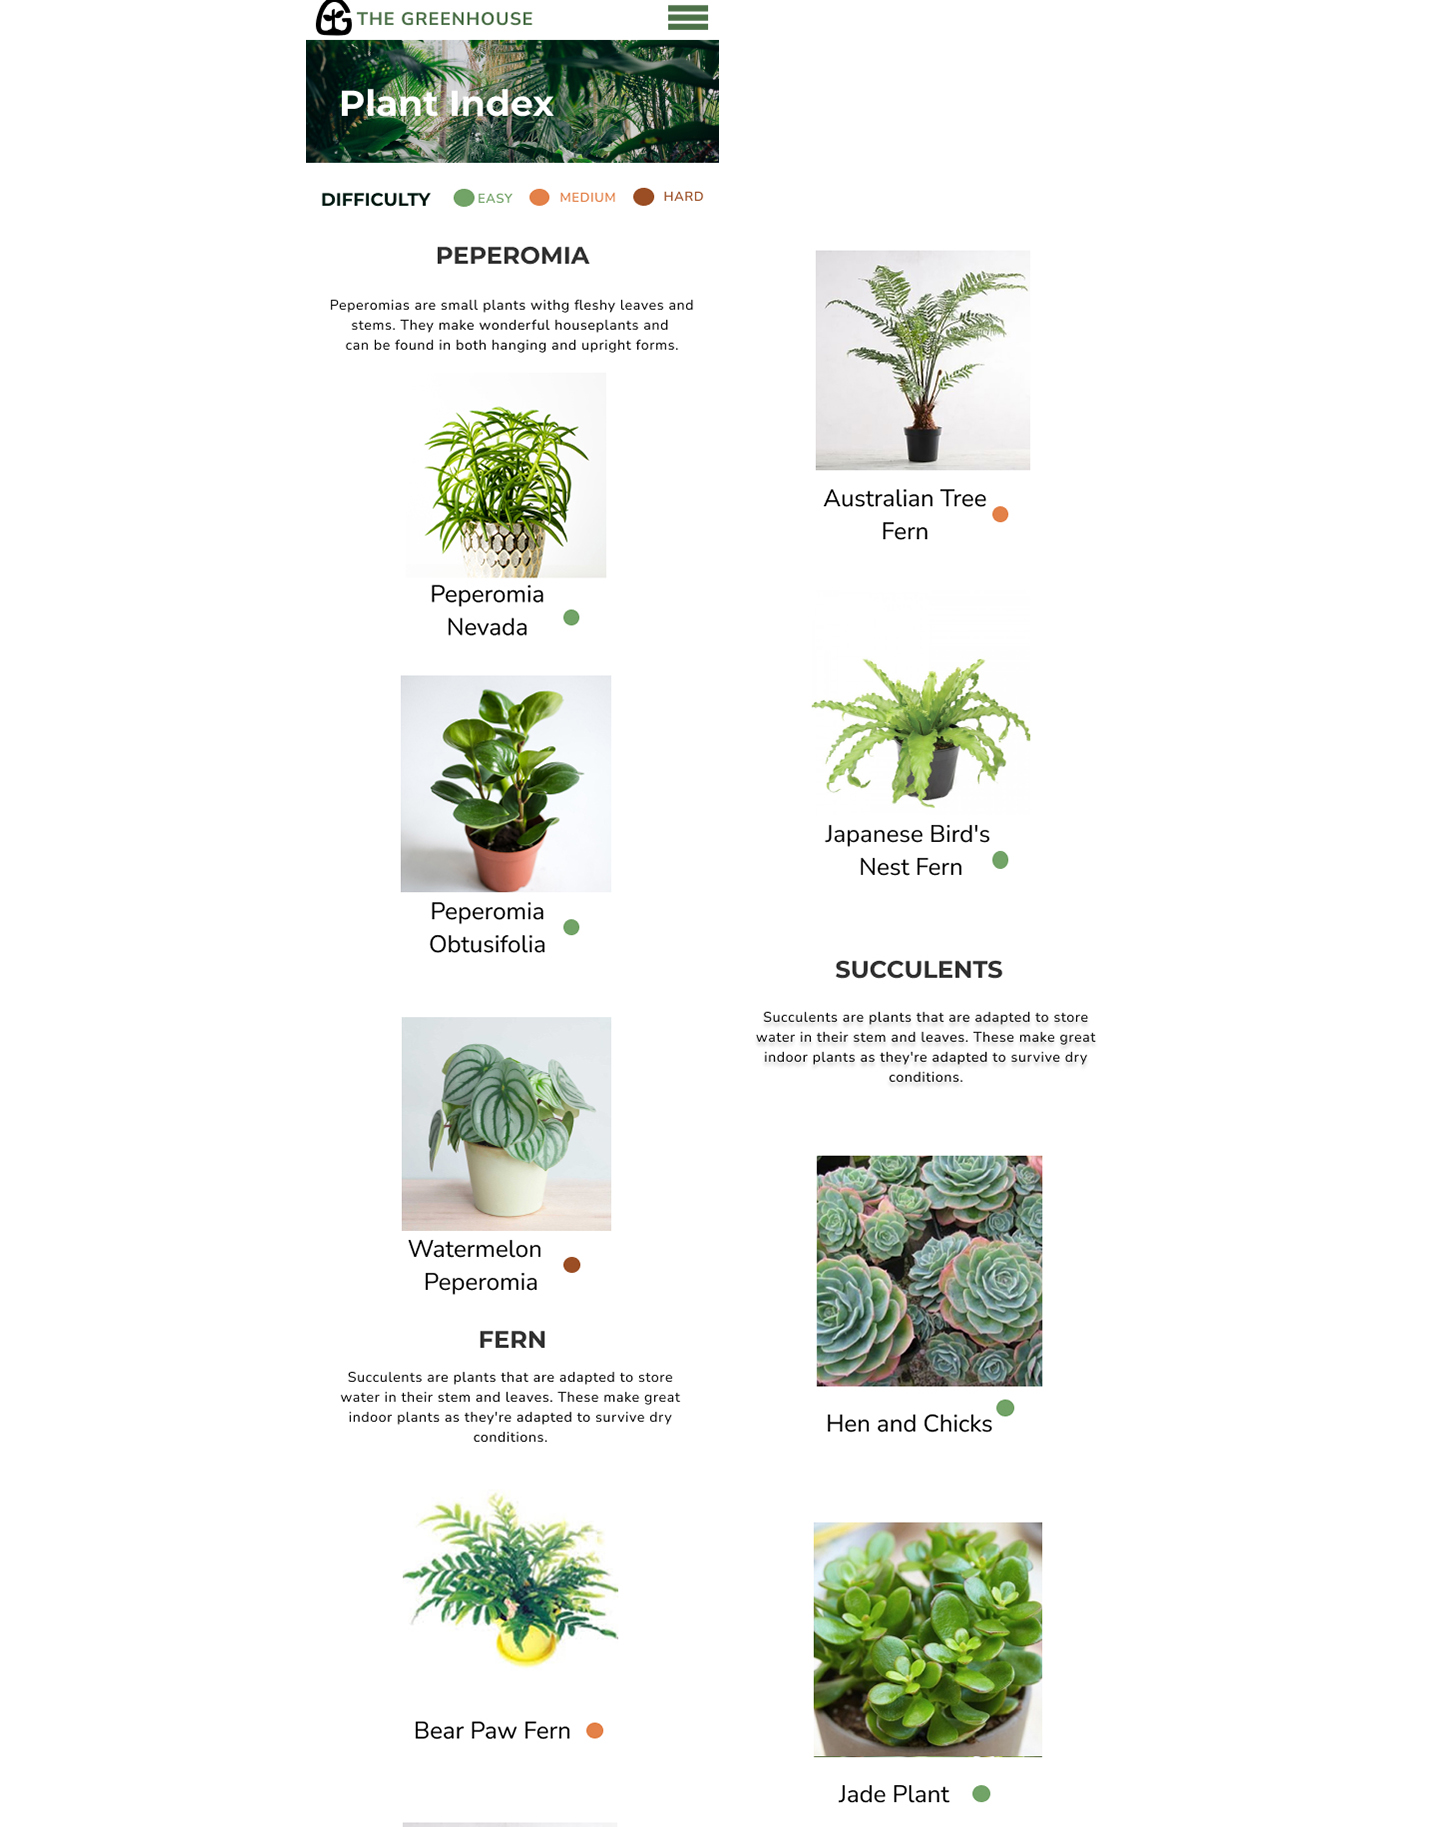 THE GREENHOUSE
Plant Index
DIFFICULTY EASY MEDIUM HARD
PEPEROMIA
Peperomias are small plants withg fleshy leaves and
stems. They make wonderful houseplants and
can be found in both hanging and upright forms.
Peperomia
Nevada
Peperomia
Obtusifolia
Watermelon
Peperomia
FERN
Succulents are plants that are adapted to store
water in their stem and leaves. These make great
indoor plants as they're adapted to survive dry
conditions.
Bear Paw Fern
Australian Tree
Fern
Japanese Bird's
Nest Fern
SUCCULENTS
Succulents are plants that are adapted to store
water in their stem and leaves. These make great
indoor plants as they're adapted to survive dry
conditions.
Hen and Chicks
Jade Plant